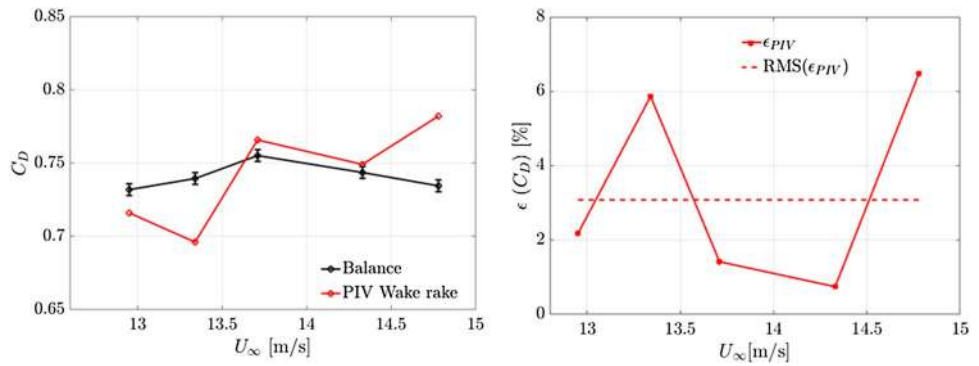 0.85
0.8
0.75
0.7
0.65
C_D
Balance
PIV Wake rake
13 13.5 14 14.5 15
U_∞ [m/s]
8
6
4
2
0
ϵ (C_D) [%]
ϵ_PIV
RMS(ϵ_PIV)
13 13.5 14 14.5 15
U_∞[m/s]